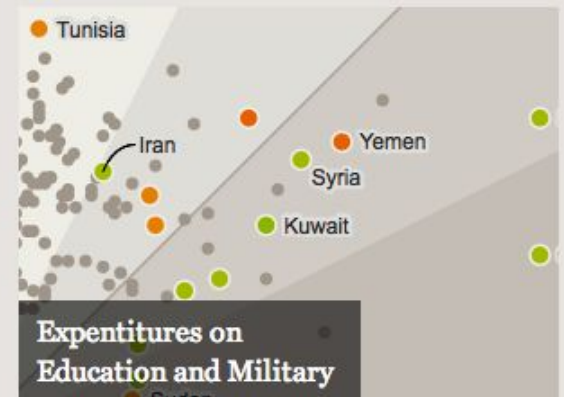 Tunisia
Iran
Yemen
Syria
Kuwait
Expentitures on
Education and Military